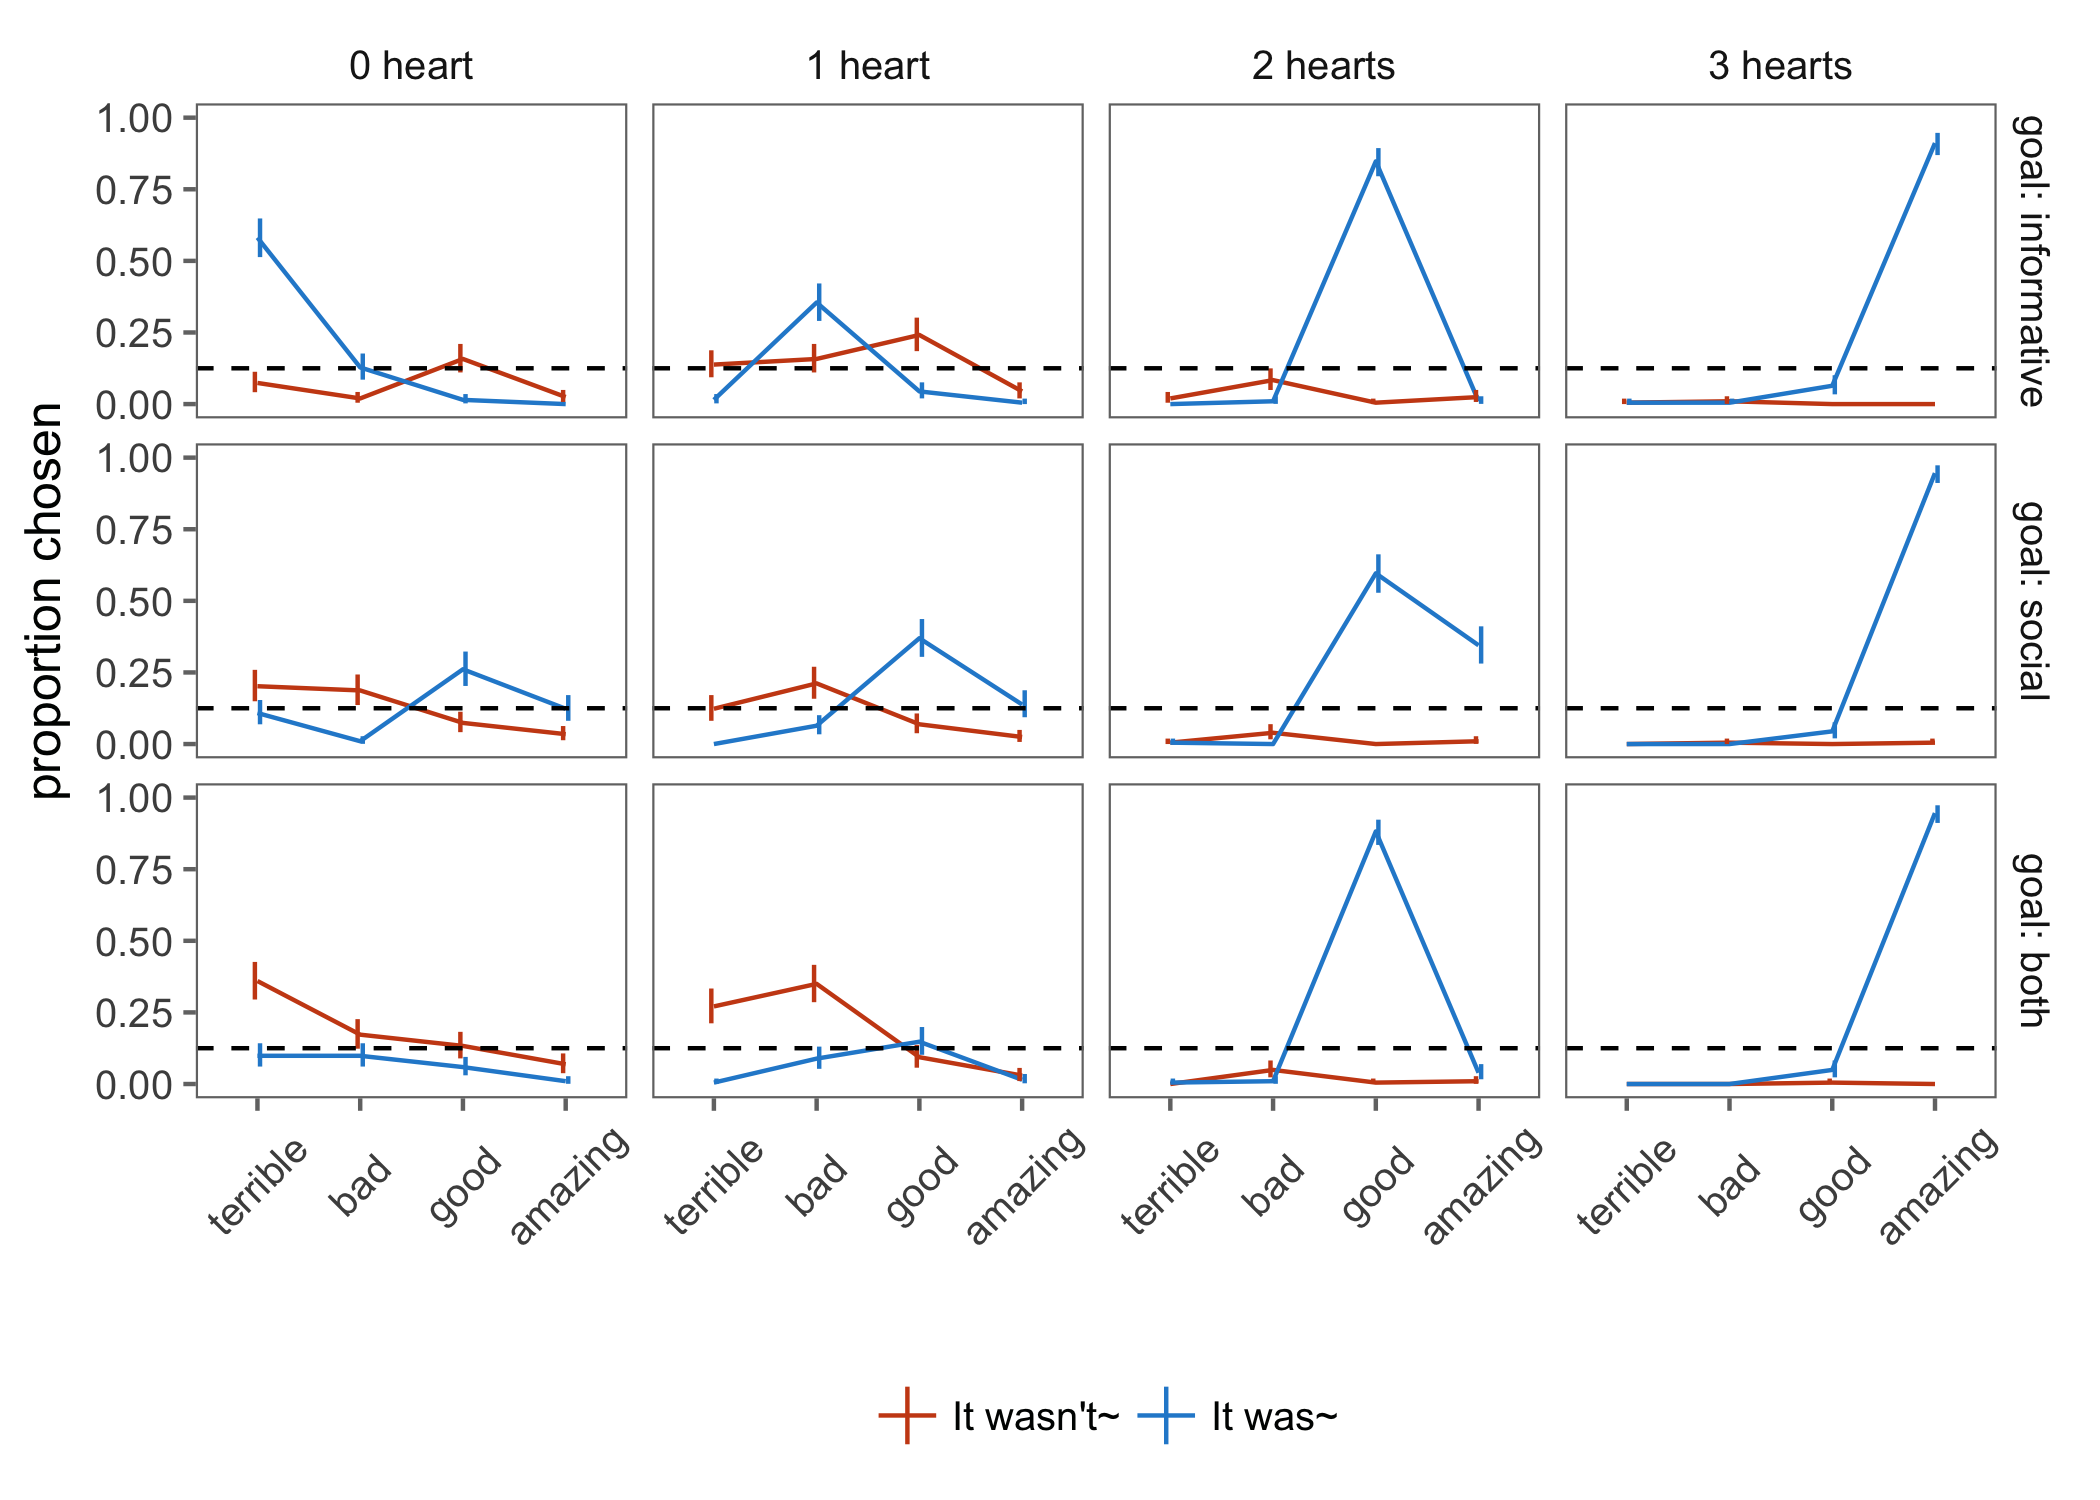 0 heart 1 heart 2 hearts 3 hearts
proportion chosen
1.00
0.75
0.50
0.25
0.00
goal: informative
1.00
0.75
0.50
0.25
0.00
goal: social
1.00
0.75
0.50
0.25
0.00
goal: both
terrible bad good amazing terrible bad good amazing terrible bad good amazing terrible bad good amazing
It wasn't~ It was~